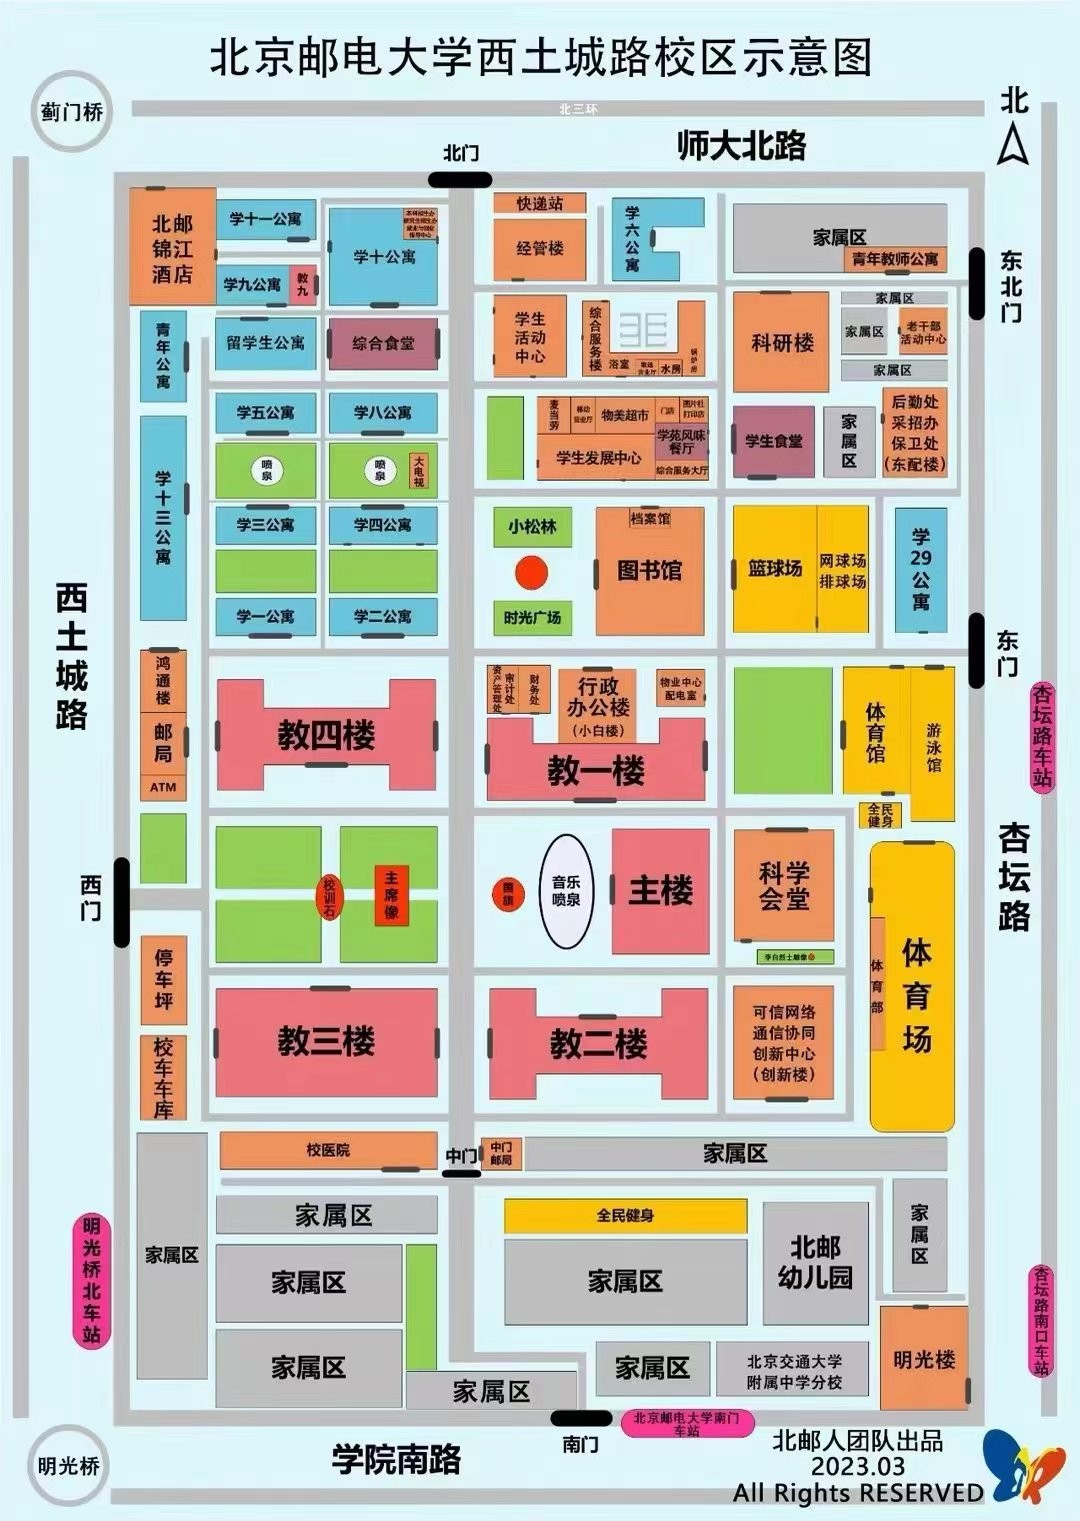 北京邮电大学西土城路校区示意图
蓟门桥
北三环
北
师大北路
北门
北邮
锦江
酒店
学十一公寓
学九公寓
教九
学十公寓
快递站
经管楼
学六公寓
家属区
青年教师公寓
东北门
青年公寓
留学生公寓
综合食堂
学生
活动
中心
综合服务楼
浴室
水房
科研楼
家属区
家属区
老干部
活动中心
家属区
学五公寓
学八公寓
麦当劳
移动
营业厅
物美超市
门店
图片社
打印店
学生发展中心
学苑风味
餐厅
综合服务大厅
学生食堂
家属区
后勤处
采招办
保卫处
(东配楼)
学十三公寓
喷泉
喷泉
大电视
学三公寓
学四公寓
小松林
档案馆
图书馆
篮球场
网球场
排球场
学29公寓
学一公寓
学二公寓
时光广场
西土城路
东门
鸿通楼
邮局
ATM
教四楼
资产管理处
审计处
财务处
行政
办公楼
(小白楼)
物业中心
配电室
教一楼
体育馆
游泳馆
杏坛路车站
全民
健身
西门
校训石
主席像
国旗
音乐
喷泉
主楼
科学
会堂
李白烈士雕像
体育部
体育场
杏坛路
停车坪
校车车库
教三楼
教二楼
可信网络
通信协同
创新中心
(创新楼)
校医院
中门
中门
邮局
家属区
家属区
家属区
全民健身
北邮
幼儿园
家属区
明光桥北车站
家属区
家属区
杏坛路南口车站
家属区
家属区
家属区
北京交通大学
附属中学分校
明光楼
明光桥
学院南路
南门
北京邮电大学南门
车站
北邮人团队出品
2023.03
All Rights RESERVED